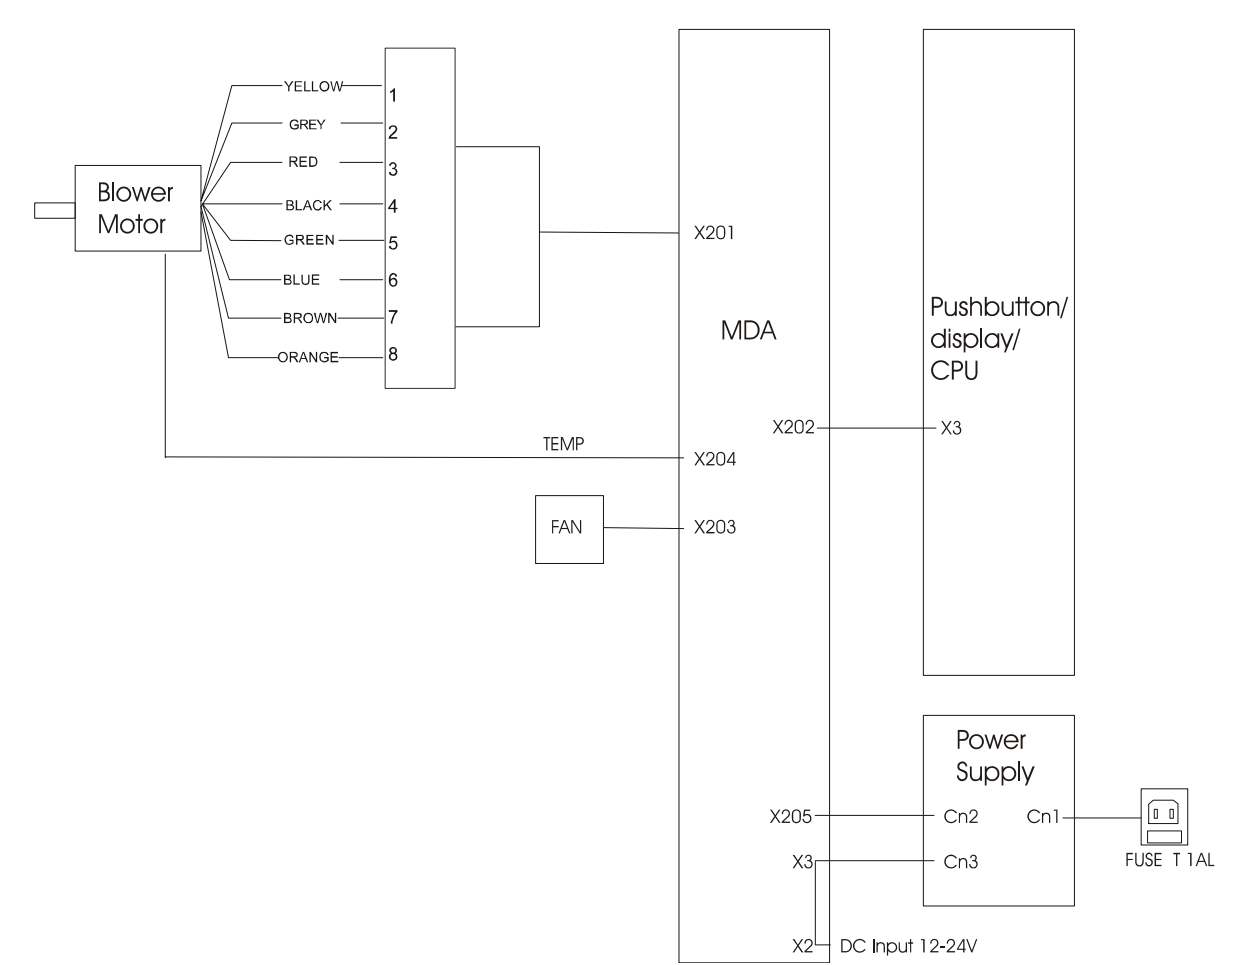 YELLOW
1
GREY
2
RED
3
BLACK
4
GREEN
5
BLUE
6
BROWN
7
ORANGE
8
Blower
Motor
TEMP
FAN
X201
MDA
X202
X204
X203
X205
X3
X2
DC Input 12-24V
Pushbutton/
display/
CPU
X3
Power
Supply
Cn2
Cn1
Cn3
FUSE T 1AL